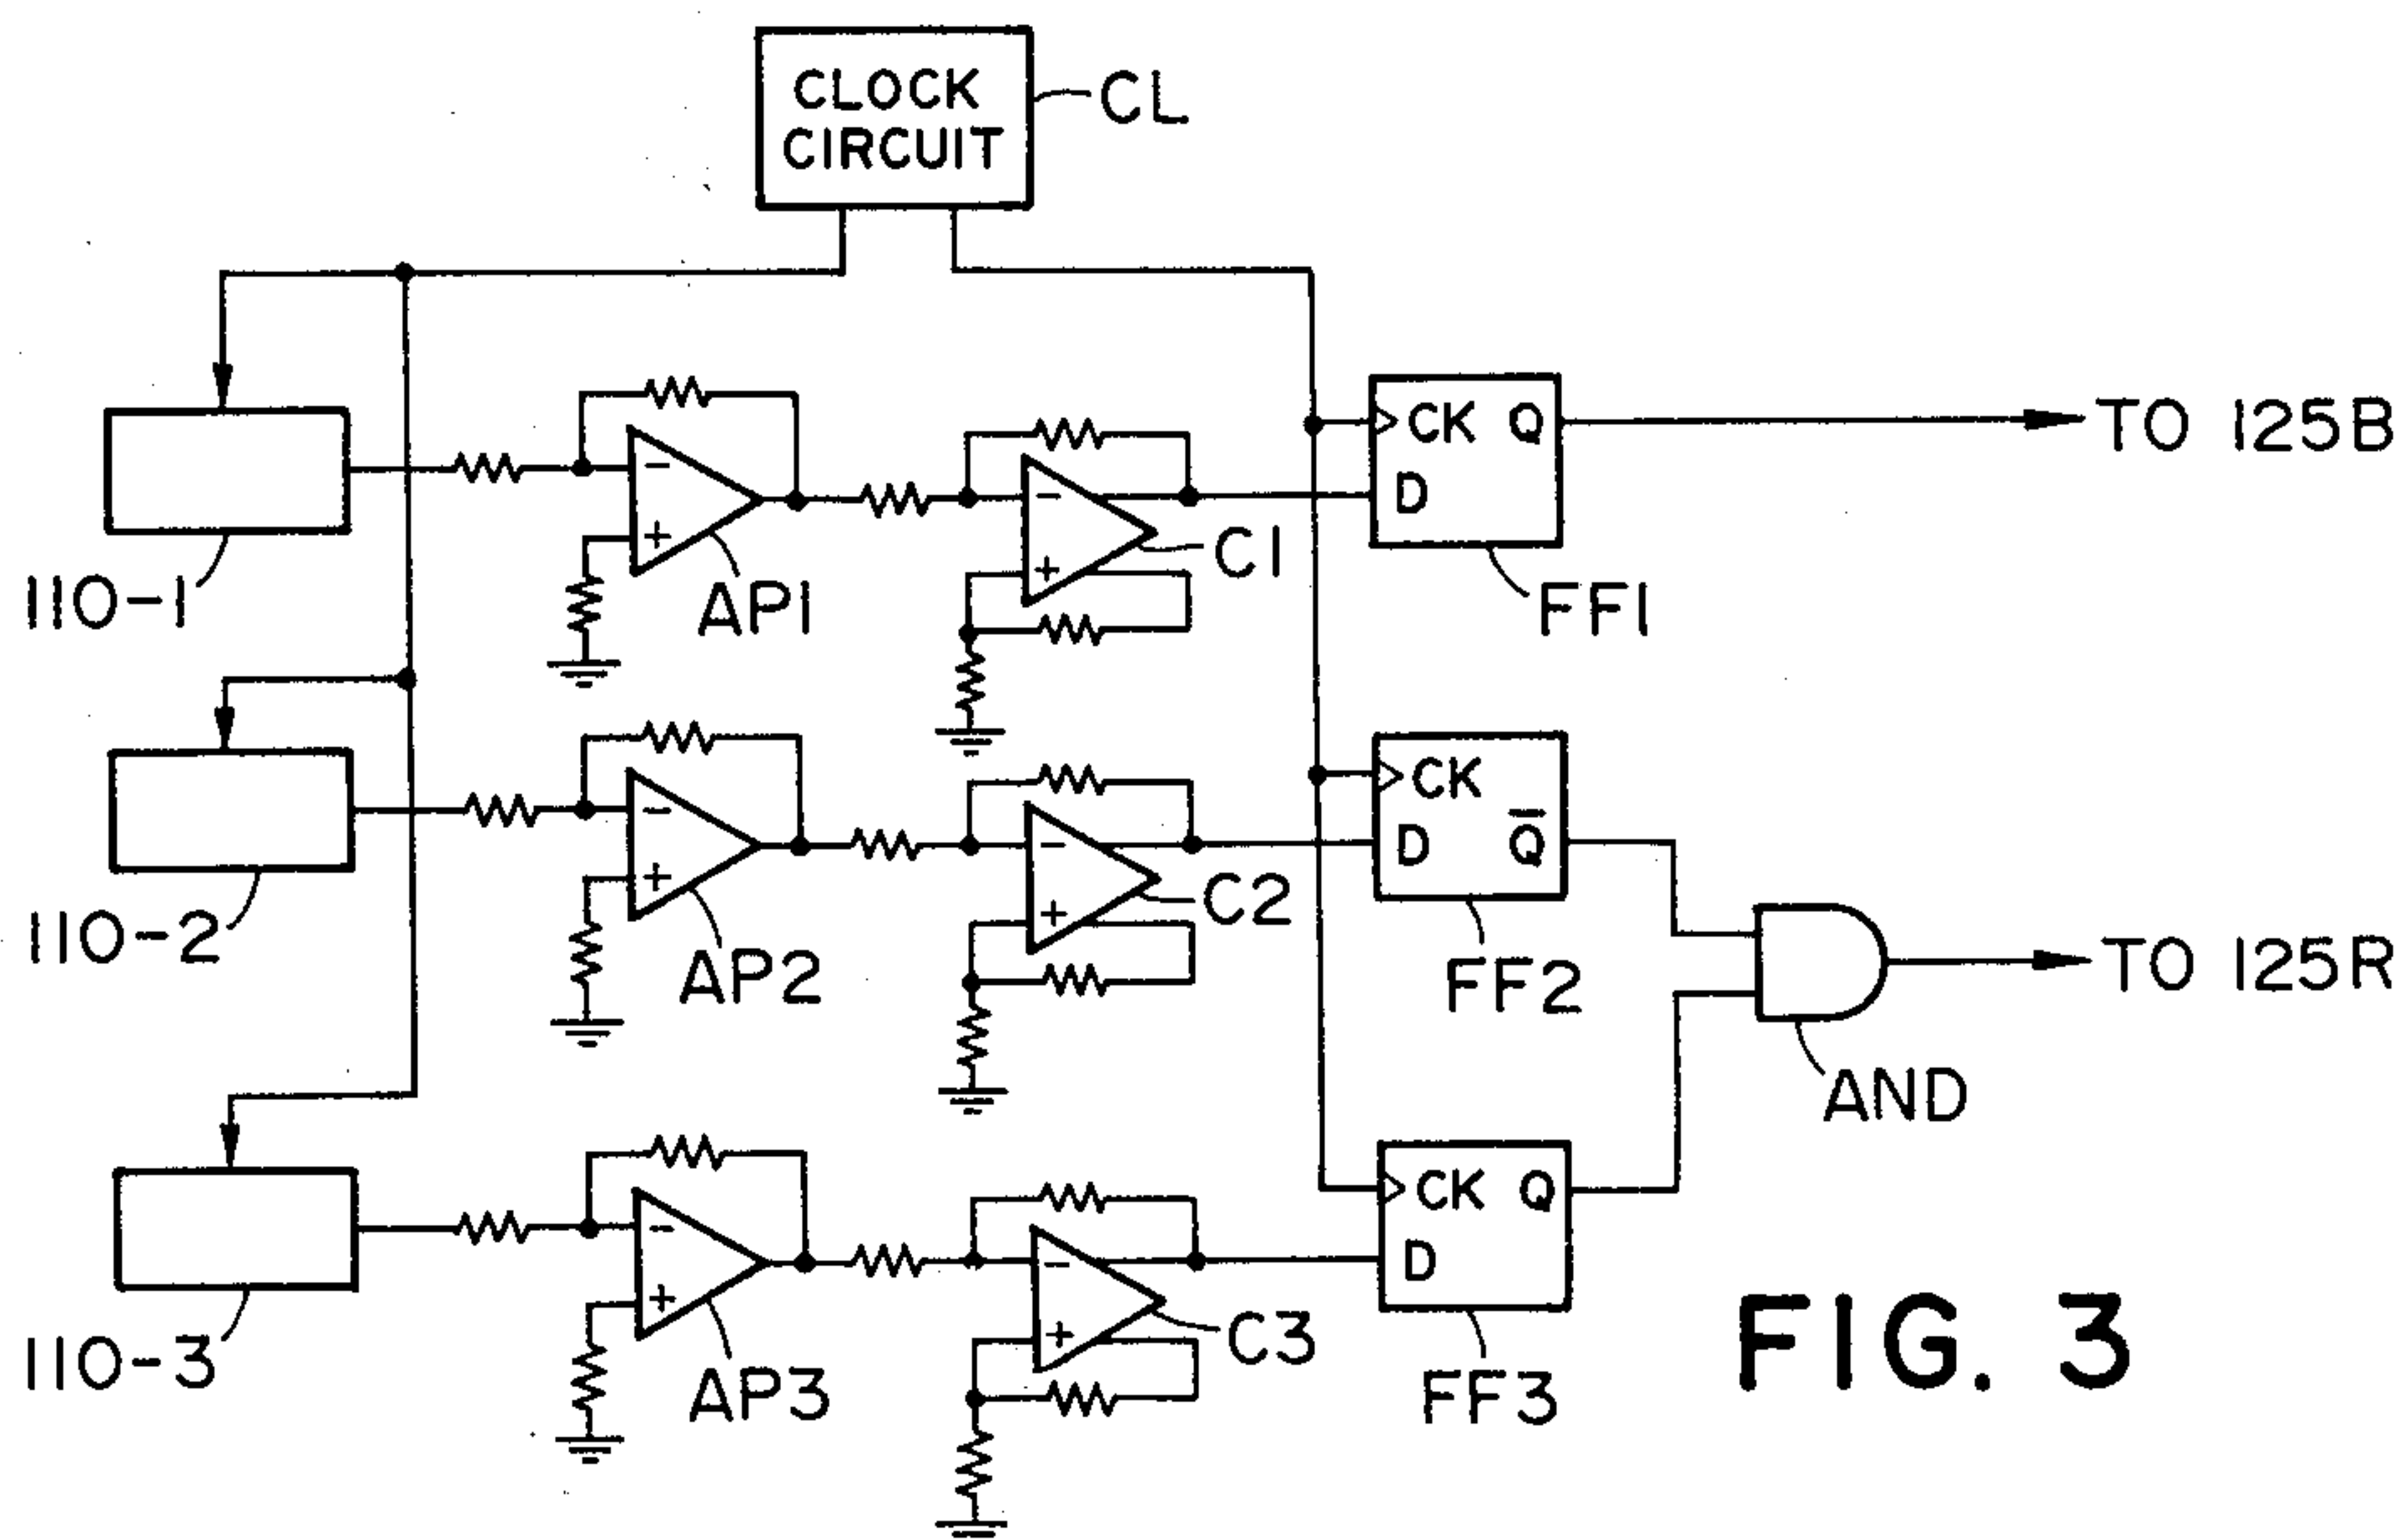 CLOCK
CIRCUIT
CL
CK Q
D
TO 125B
-
+
-
+
110-1
AP1
C1
FF1
CK
D Q̅
-
+
-
+
110-2
AP2
C2
FF2
TO 125R
AND
CK Q
D
-
+
-
+
110-3
AP3
C3
FF3
FIG. 3